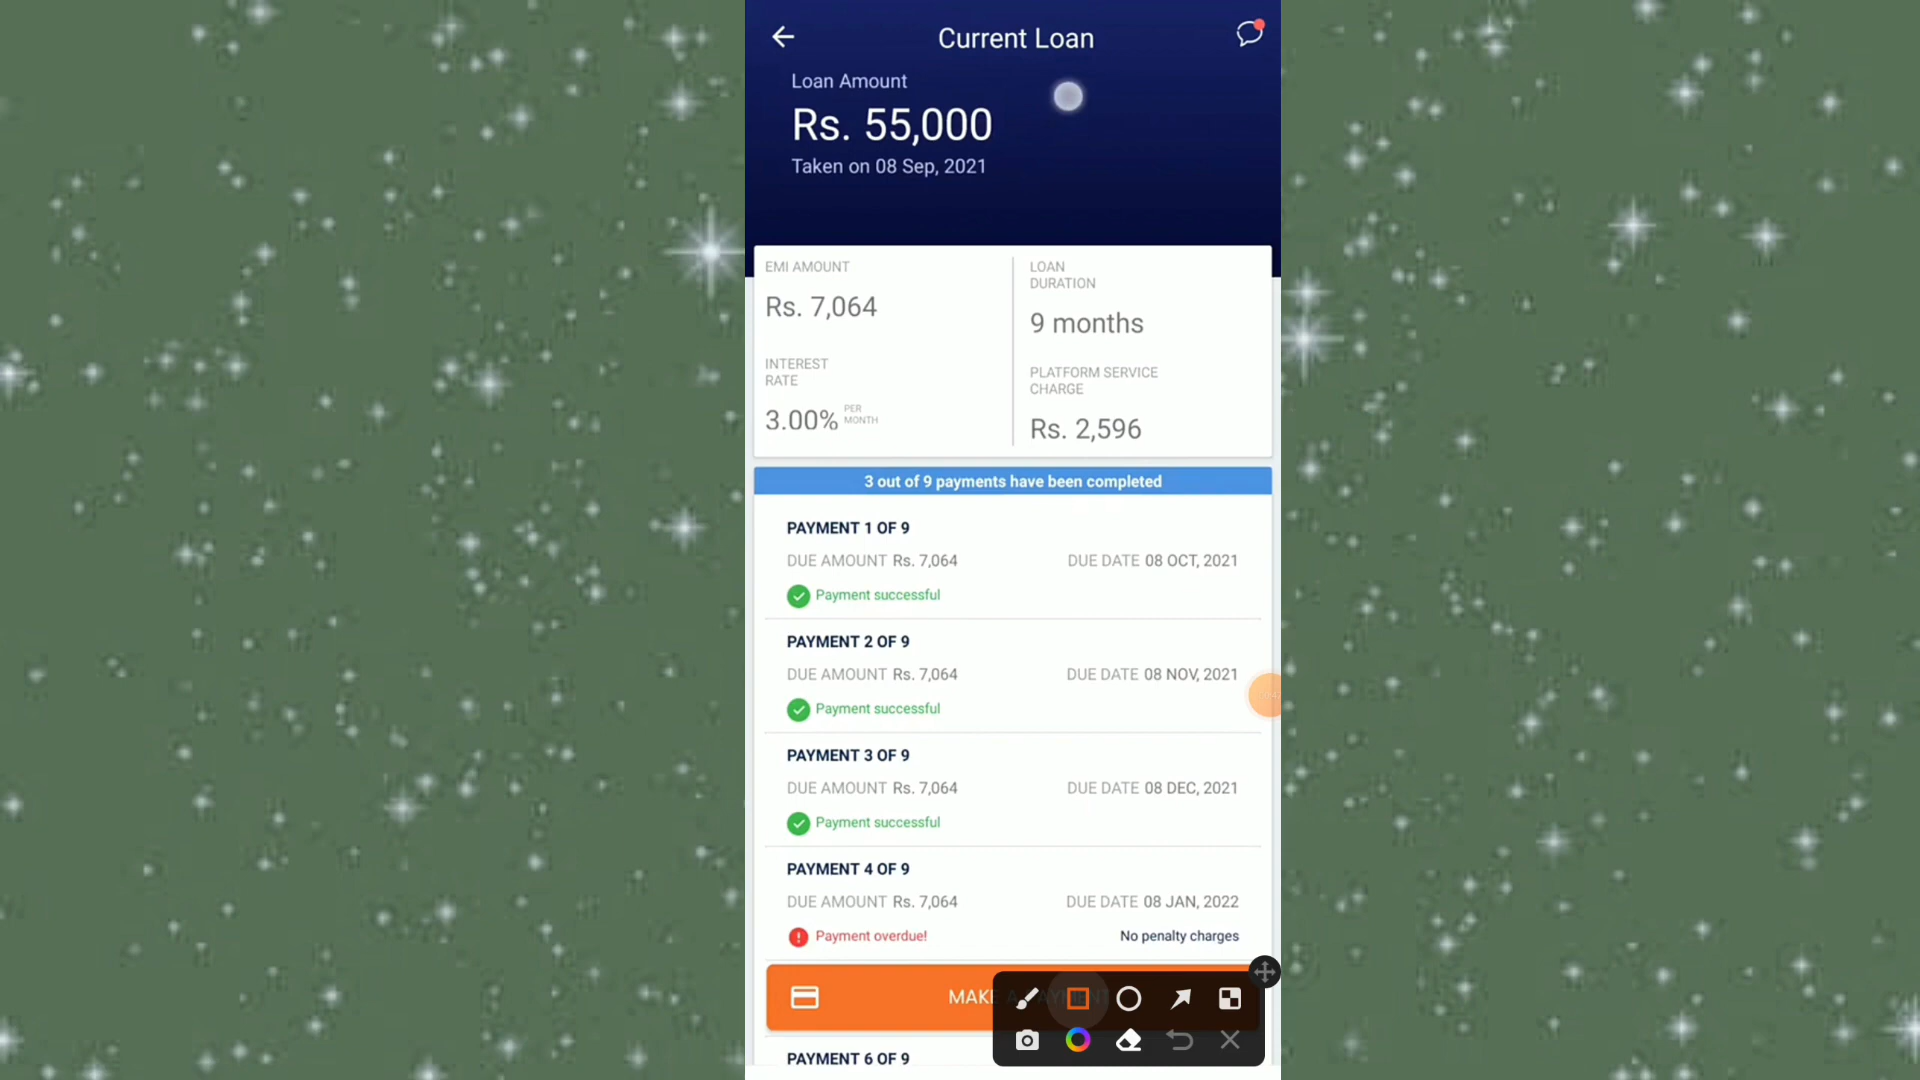 Current Loan
Loan Amount
Rs. 55,000
Taken on 08 Sep, 2021
EMI AMOUNT
Rs. 7,064
LOAN
DURATION
9 months
INTEREST
RATE
3.00% PER
MONTH
PLATFORM SERVICE
CHARGE
Rs. 2,596
3 out of 9 payments have been completed
PAYMENT 1 OF 9
DUE AMOUNT Rs. 7,064 DUE DATE 08 OCT, 2021
Payment successful
PAYMENT 2 OF 9
DUE AMOUNT Rs. 7,064 DUE DATE 08 NOV, 2021
Payment successful
PAYMENT 3 OF 9
DUE AMOUNT Rs. 7,064 DUE DATE 08 DEC, 2021
Payment successful
PAYMENT 4 OF 9
DUE AMOUNT Rs. 7,064 DUE DATE 08 JAN, 2022
Payment overdue! No penalty charges
MAKE A PAYMENT
PAYMENT 6 OF 9